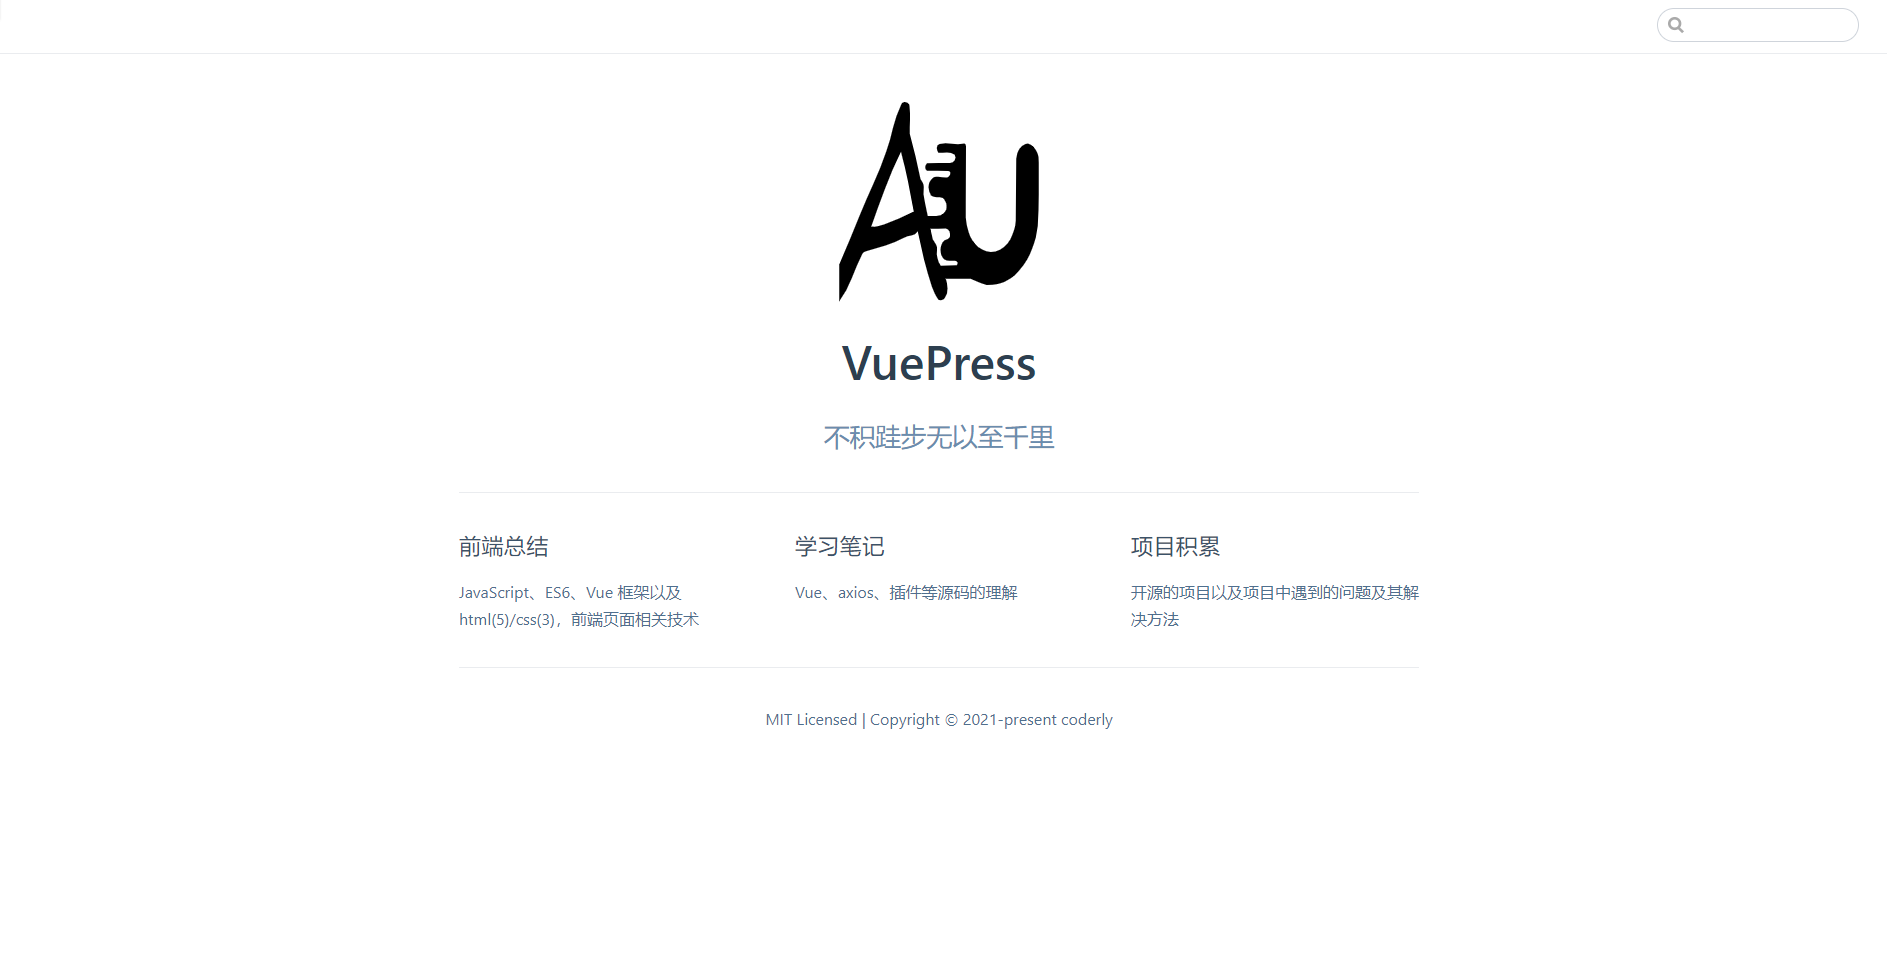 AU
VuePress
不积跬步无以至千里
前端总结
JavaScript、ES6、Vue 框架以及
html(5)/css(3)，前端页面相关技术
学习笔记
Vue、axios、插件等源码的理解
项目积累
开源的项目以及项目中遇到的问题及其解
决方法
MIT Licensed | Copyright © 2021-present coderly